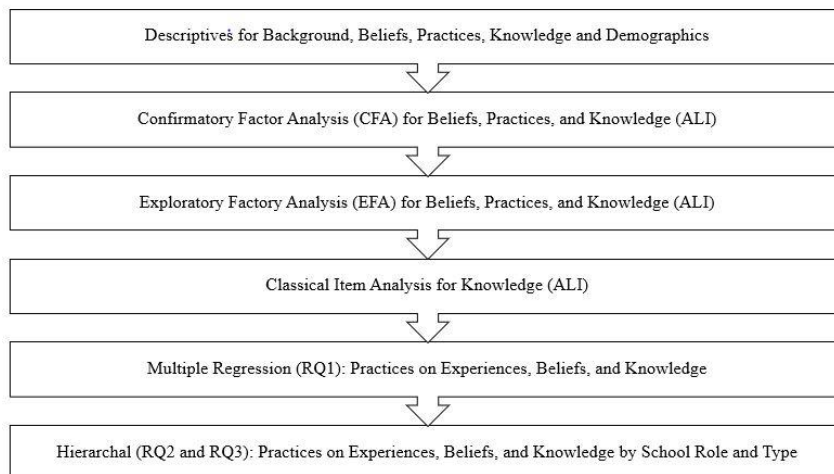 Descriptives for Background, Beliefs, Practices, Knowledge and Demographics
Confirmatory Factor Analysis (CFA) for Beliefs, Practices, and Knowledge (ALI)
Exploratory Factory Analysis (EFA) for Beliefs, Practices, and Knowledge (ALI)
Classical Item Analysis for Knowledge (ALI)
Multiple Regression (RQ1): Practices on Experiences, Beliefs, and Knowledge
Hierarchal (RQ2 and RQ3): Practices on Experiences, Beliefs, and Knowledge by School Role and Type